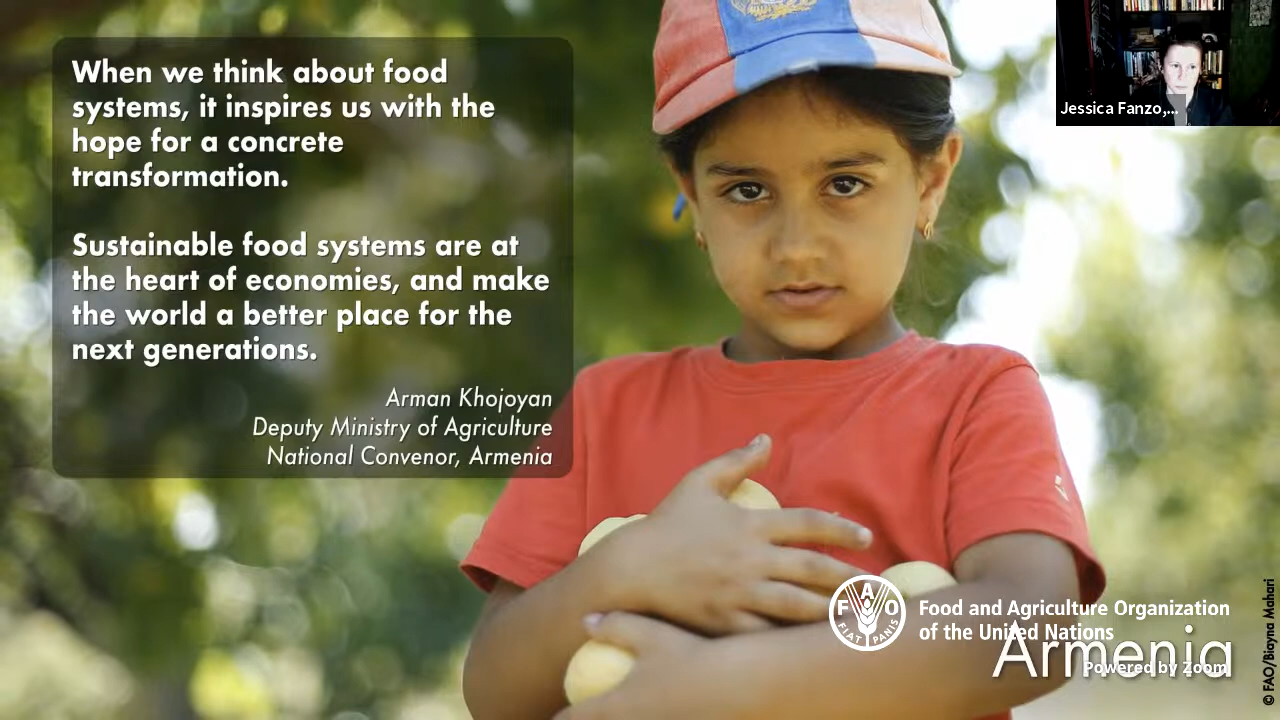 When we think about food
systems, it inspires us with the
hope for a concrete
transformation.
Sustainable food systems are at
the heart of economies, and make
the world a better place for the
next generations.
Arman Khojoyan
Deputy Ministry of Agriculture
National Convenor, Armenia
Jessica Fanzo,...
F A O
FIAT PANIS
Food and Agriculture Organization
of the United Nations
Armenia
Powered by Zoom
© FAO/Biayna Mahari